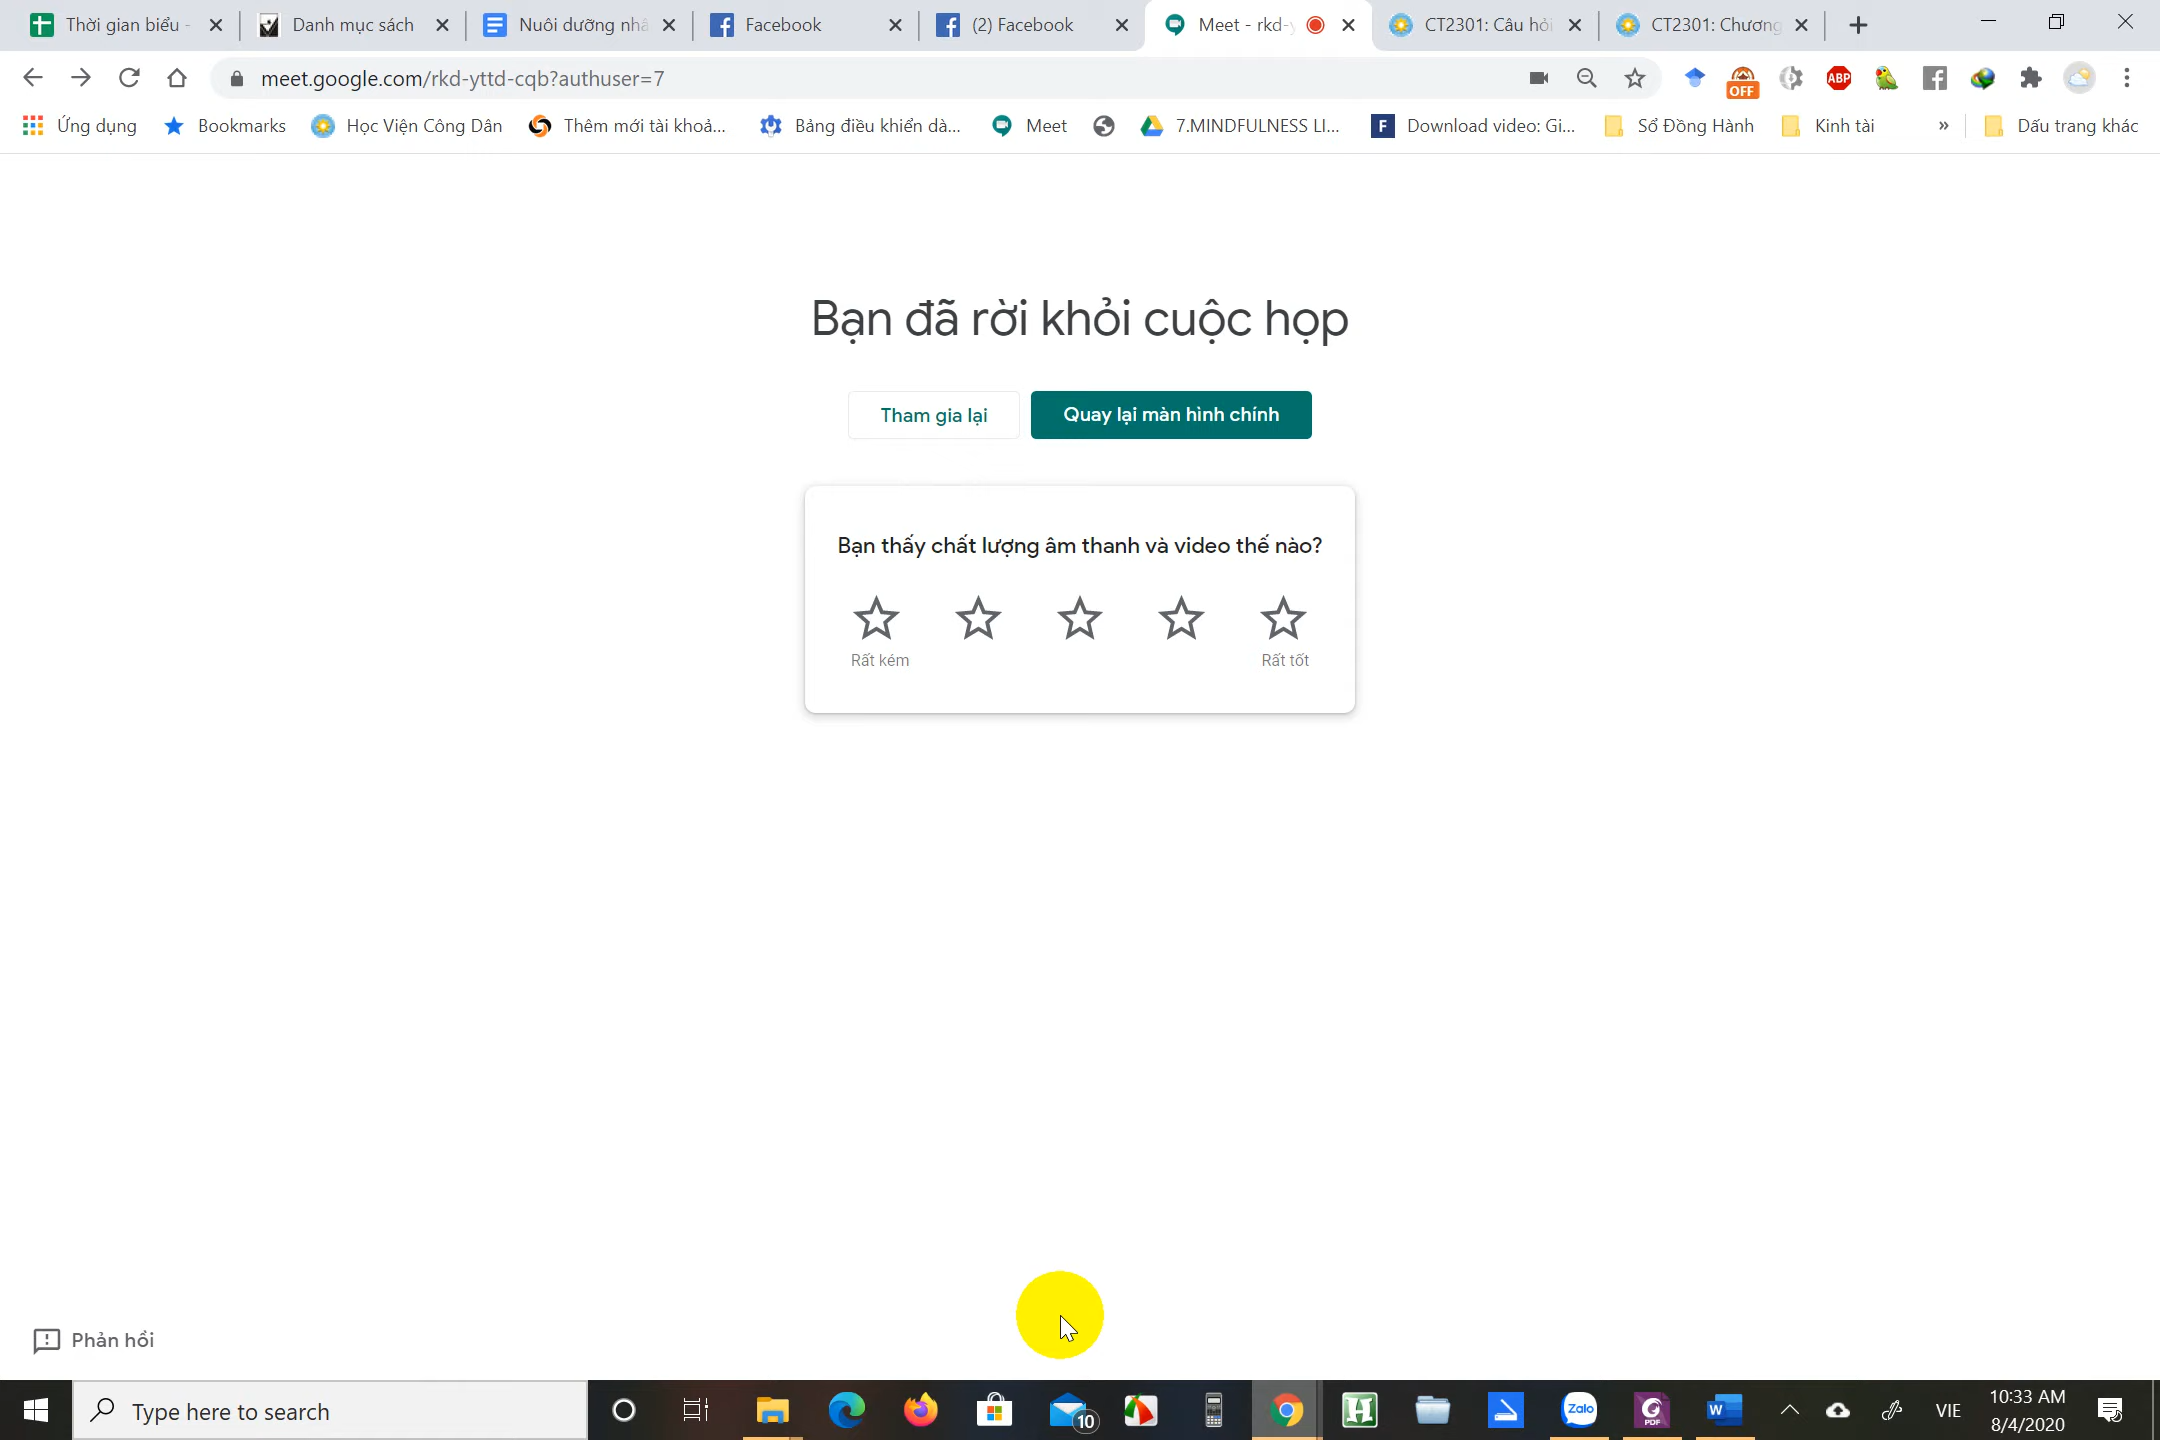 Thời gian biểu -
Danh mục sách
Nuôi dưỡng nhâ
Facebook
(2) Facebook
Meet - rkd-y
CT2301: Câu hỏi
CT2301: Chương
meet.google.com/rkd-yttd-cqb?authuser=7
OFF
ABP
Ứng dụng
Bookmarks
Học Viện Công Dân
Thêm mới tài khoả...
Bảng điều khiển dà...
Meet
7.MINDFULNESS LI...
F
Download video: Gi...
Sổ Đồng Hành
Kinh tài
»
Dấu trang khác
Bạn đã rời khỏi cuộc họp
Tham gia lại
Quay lại màn hình chính
Bạn thấy chất lượng âm thanh và video thế nào?
Rất kém
Rất tốt
Phản hồi
Type here to search
10
Zalo
PDF
W
VIE
10:33 AM
8/4/2020